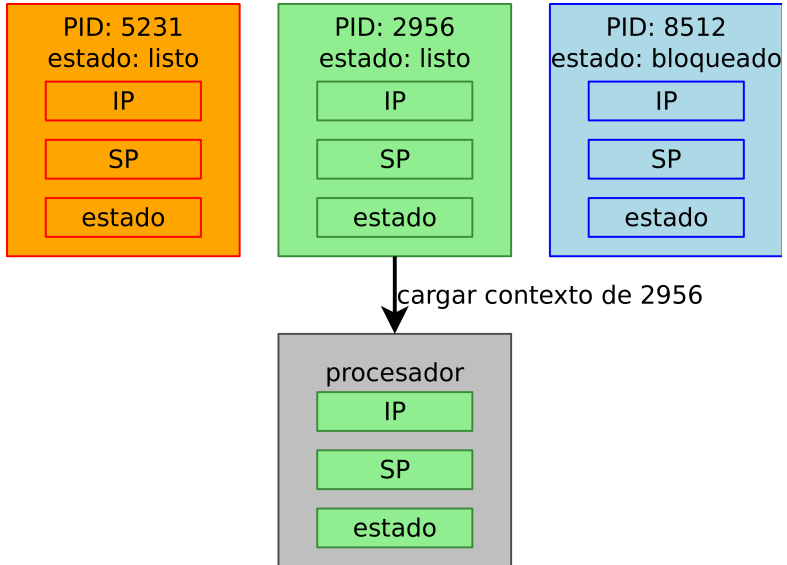 PID: 5231
estado: listo
IP
SP
estado
PID: 2956
estado: listo
IP
SP
estado
PID: 8512
estado: bloqueado
IP
SP
estado
cargar contexto de 2956
procesador
IP
SP
estado